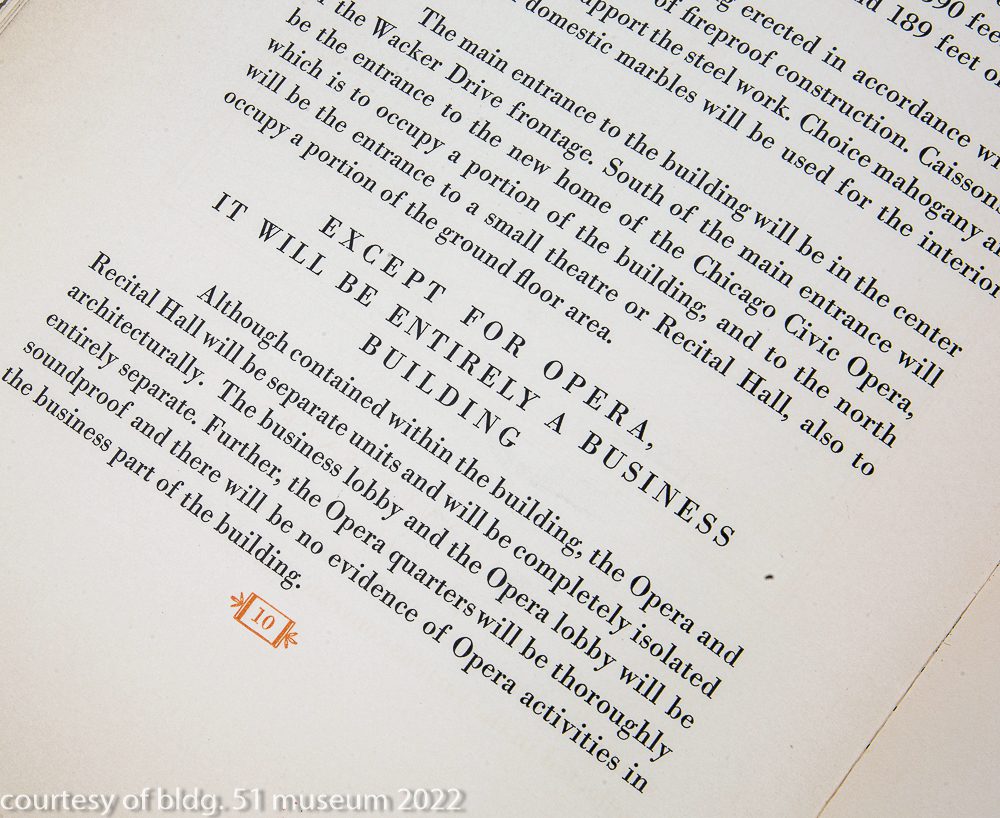 390 fee
nd 189 feet o
g erected in accordance wi
of fireproof construction. Caissons
support the steel work. Choice mahogany a
domestic marbles will be used for the interior
The main entrance to the building will be in the center
the Wacker Drive frontage. South of the main entrance will
be the entrance to the new home of the Chicago Civic Opera,
which is to occupy a portion of the building, and to the north
will be the entrance to a small theatre or Recital Hall, also to
occupy a portion of the ground floor area.
EXCEPT FOR OPERA,
IT WILL BE ENTIRELY A BUSINESS
BUILDING
Although contained within the building, the Opera and
Recital Hall will be separate units and will be completely isolated
architecturally. The business lobby and the Opera lobby will be
entirely separate. Further, the Opera quarters will be thoroughly
soundproof and there will be no evidence of Opera activities in
the business part of the building.
10
courtesy of bldg. 51 museum 2022